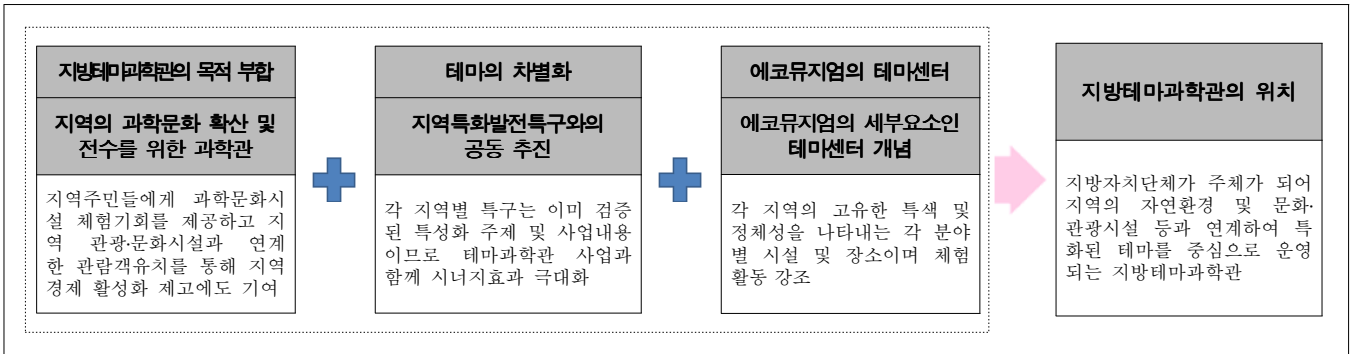 지방테마과학관의 목적 부합
지역의 과학문화 확산 및
전수를 위한 과학관
지역주민들에게 과학문화시
설 체험기회를 제공하고 지
역 관광·문화시설과 연계
한 관람객유치를 통해 지역
경제 활성화 제고에도 기여
테마의 차별화
지역특화발전특구와의
공동 추진
각 지역별 특구는 이미 검증
된 특성화 주제 및 사업내용
이므로 테마과학관 사업과
함께 시너지효과 극대화
에코뮤지엄의 테마센터
에코뮤지엄의 세부요소인
테마센터 개념
각 지역의 고유한 특색 및
정체성을 나타내는 각 분야
별 시설 및 장소이며 체험
활동 강조
지방테마과학관의 위치
지방자치단체가 주체가 되어
지역의 자연환경 및 문화·
관광시설 등과 연계하여 특
화된 테마를 중심으로 운영
되는 지방테마과학관